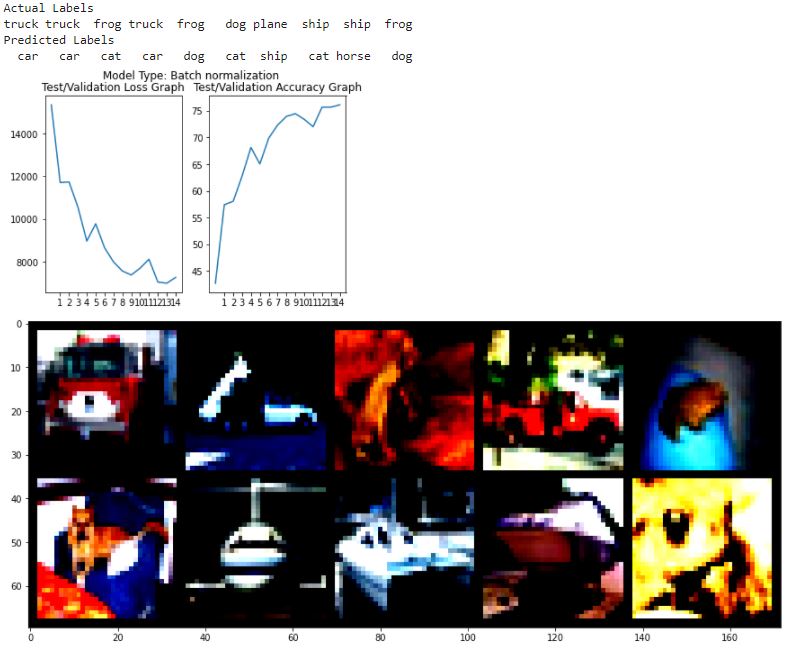 Actual Labels
truck truck frog truck frog dog plane ship ship frog
Predicted Labels
car car cat car dog cat ship cat horse dog
Model Type: Batch normalization
Test/Validation Loss Graph Test/Validation Accuracy Graph
14000
12000
10000
8000
1 2 3 4 5 6 7 8 9 10 11 12 13 14
75
70
65
60
55
50
45
1 2 3 4 5 6 7 8 9 10 11 12 13 14
0
10
20
30
40
50
60
0 20 40 60 80 100 120 140 160